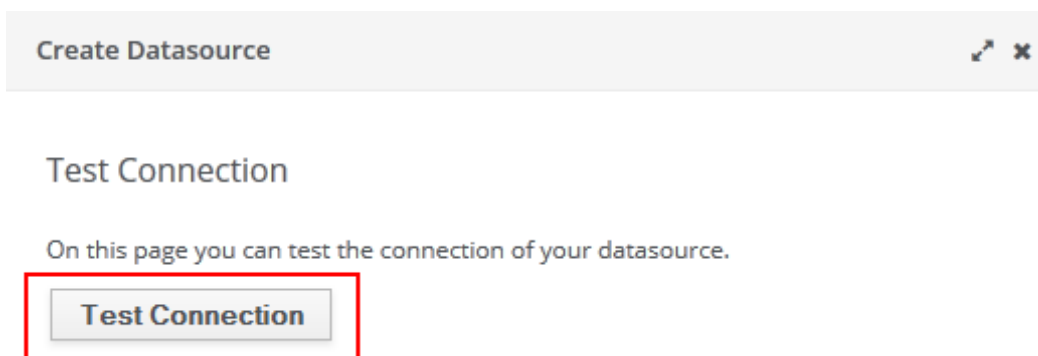 Create Datasource
Test Connection
On this page you can test the connection of your datasource.
Test Connection